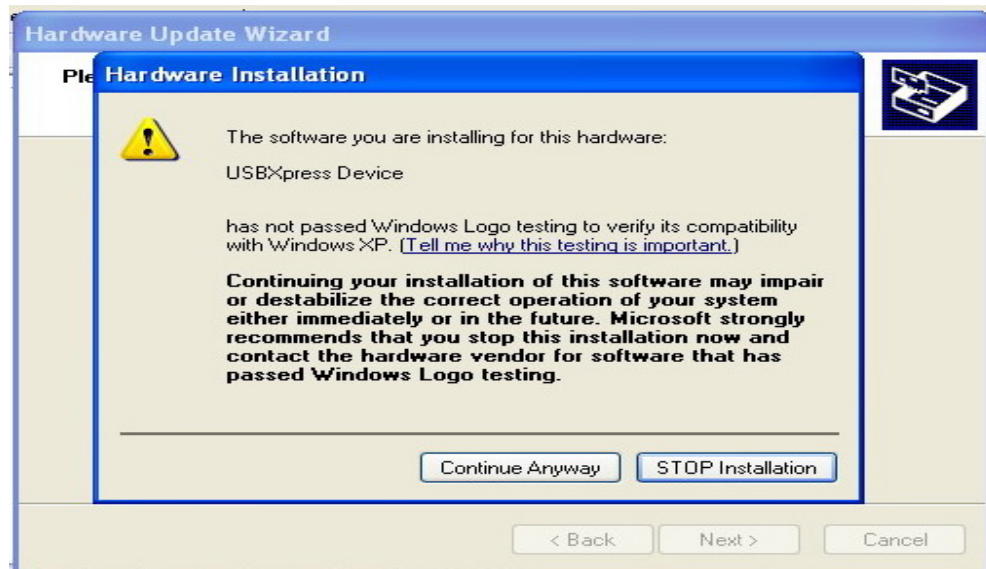 Hardware Update Wizard
Ple
Hardware Installation
The software you are installing for this hardware:
USBXpress Device
has not passed Windows Logo testing to verify its compatibility
with Windows XP. (Tell me why this testing is important.)
Continuing your installation of this software may impair
or destabilize the correct operation of your system
either immediately or in the future. Microsoft strongly
recommends that you stop this installation now and
contact the hardware vendor for software that has
passed Windows Logo testing.
Continue Anyway STOP Installation
< Back Next > Cancel